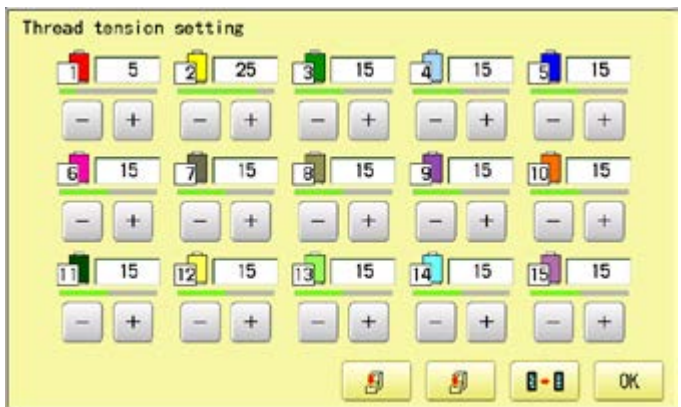 Thread tension setting
1 5 2 25 3 15 4 15 5 15
- + - + - + - + - +
6 15 7 15 8 15 9 15 10 15
- + - + - + - + - +
11 15 12 15 13 15 14 15 15 15
- + - + - + - + - +
OK